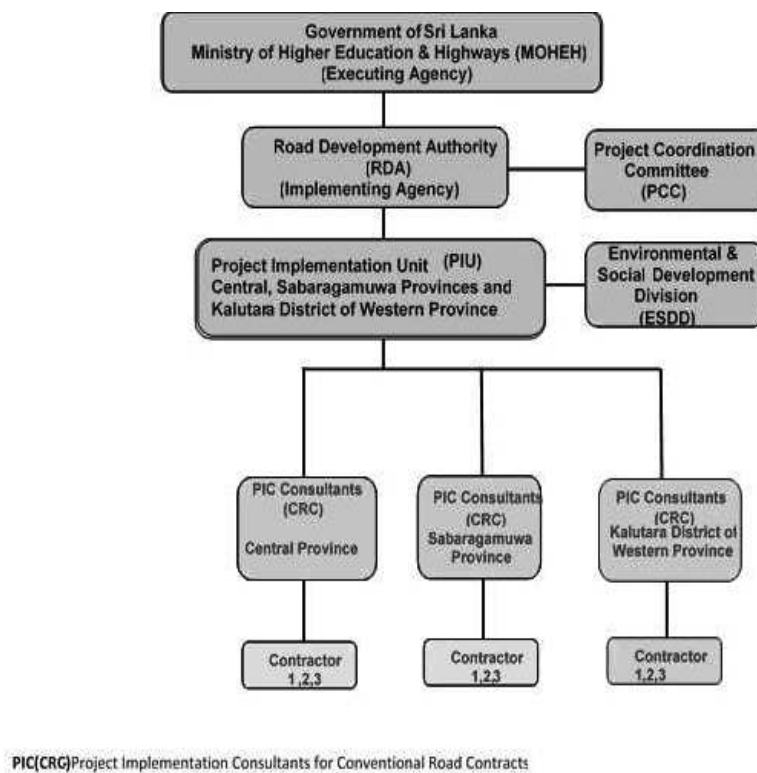 Government of Sri Lanka
Ministry of Higher Education & Highways (MOHEH)
(Executing Agency)
Road Development Authority
(RDA)
(Implementing Agency)
Project Coordination
Committee
(PCC)
Project Implementation Unit (PIU)
Central, Sabaragamuwa Provinces and
Kalutara District of Western Province
Environmental &
Social Development
Division
(ESDD)
PIC Consultants
(CRC)
Central Province
PIC Consultants
(CRC)
Sabaragamuwa
Province
PIC Consultants
(CRC)
Kalutara District of
Western Province
Contractor
1,2,3
Contractor
1,2,3
Contractor
1,2,3
PIC(CRC)Project Implementation Consultants for Conventional Road Contracts